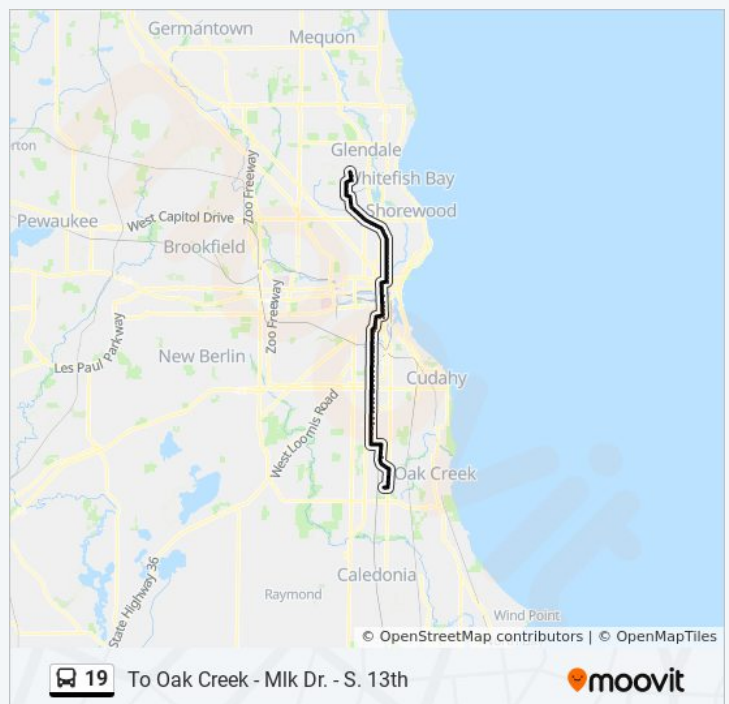 Germantown
Mequon
rton
Glendale
Whitefish Bay
Zoo Freeway
Shorewood
Pewaukee
West Capitol Drive
Brookfield
Zoo Freeway
Les Paul Parkway
New Berlin
Cudahy
West Loomis Road
Oak Creek
State Highway 36
Caledonia
Raymond
Wind Point
© OpenStreetMap contributors | © OpenMapTiles
19 To Oak Creek - Mlk Dr. - S. 13th
moovit